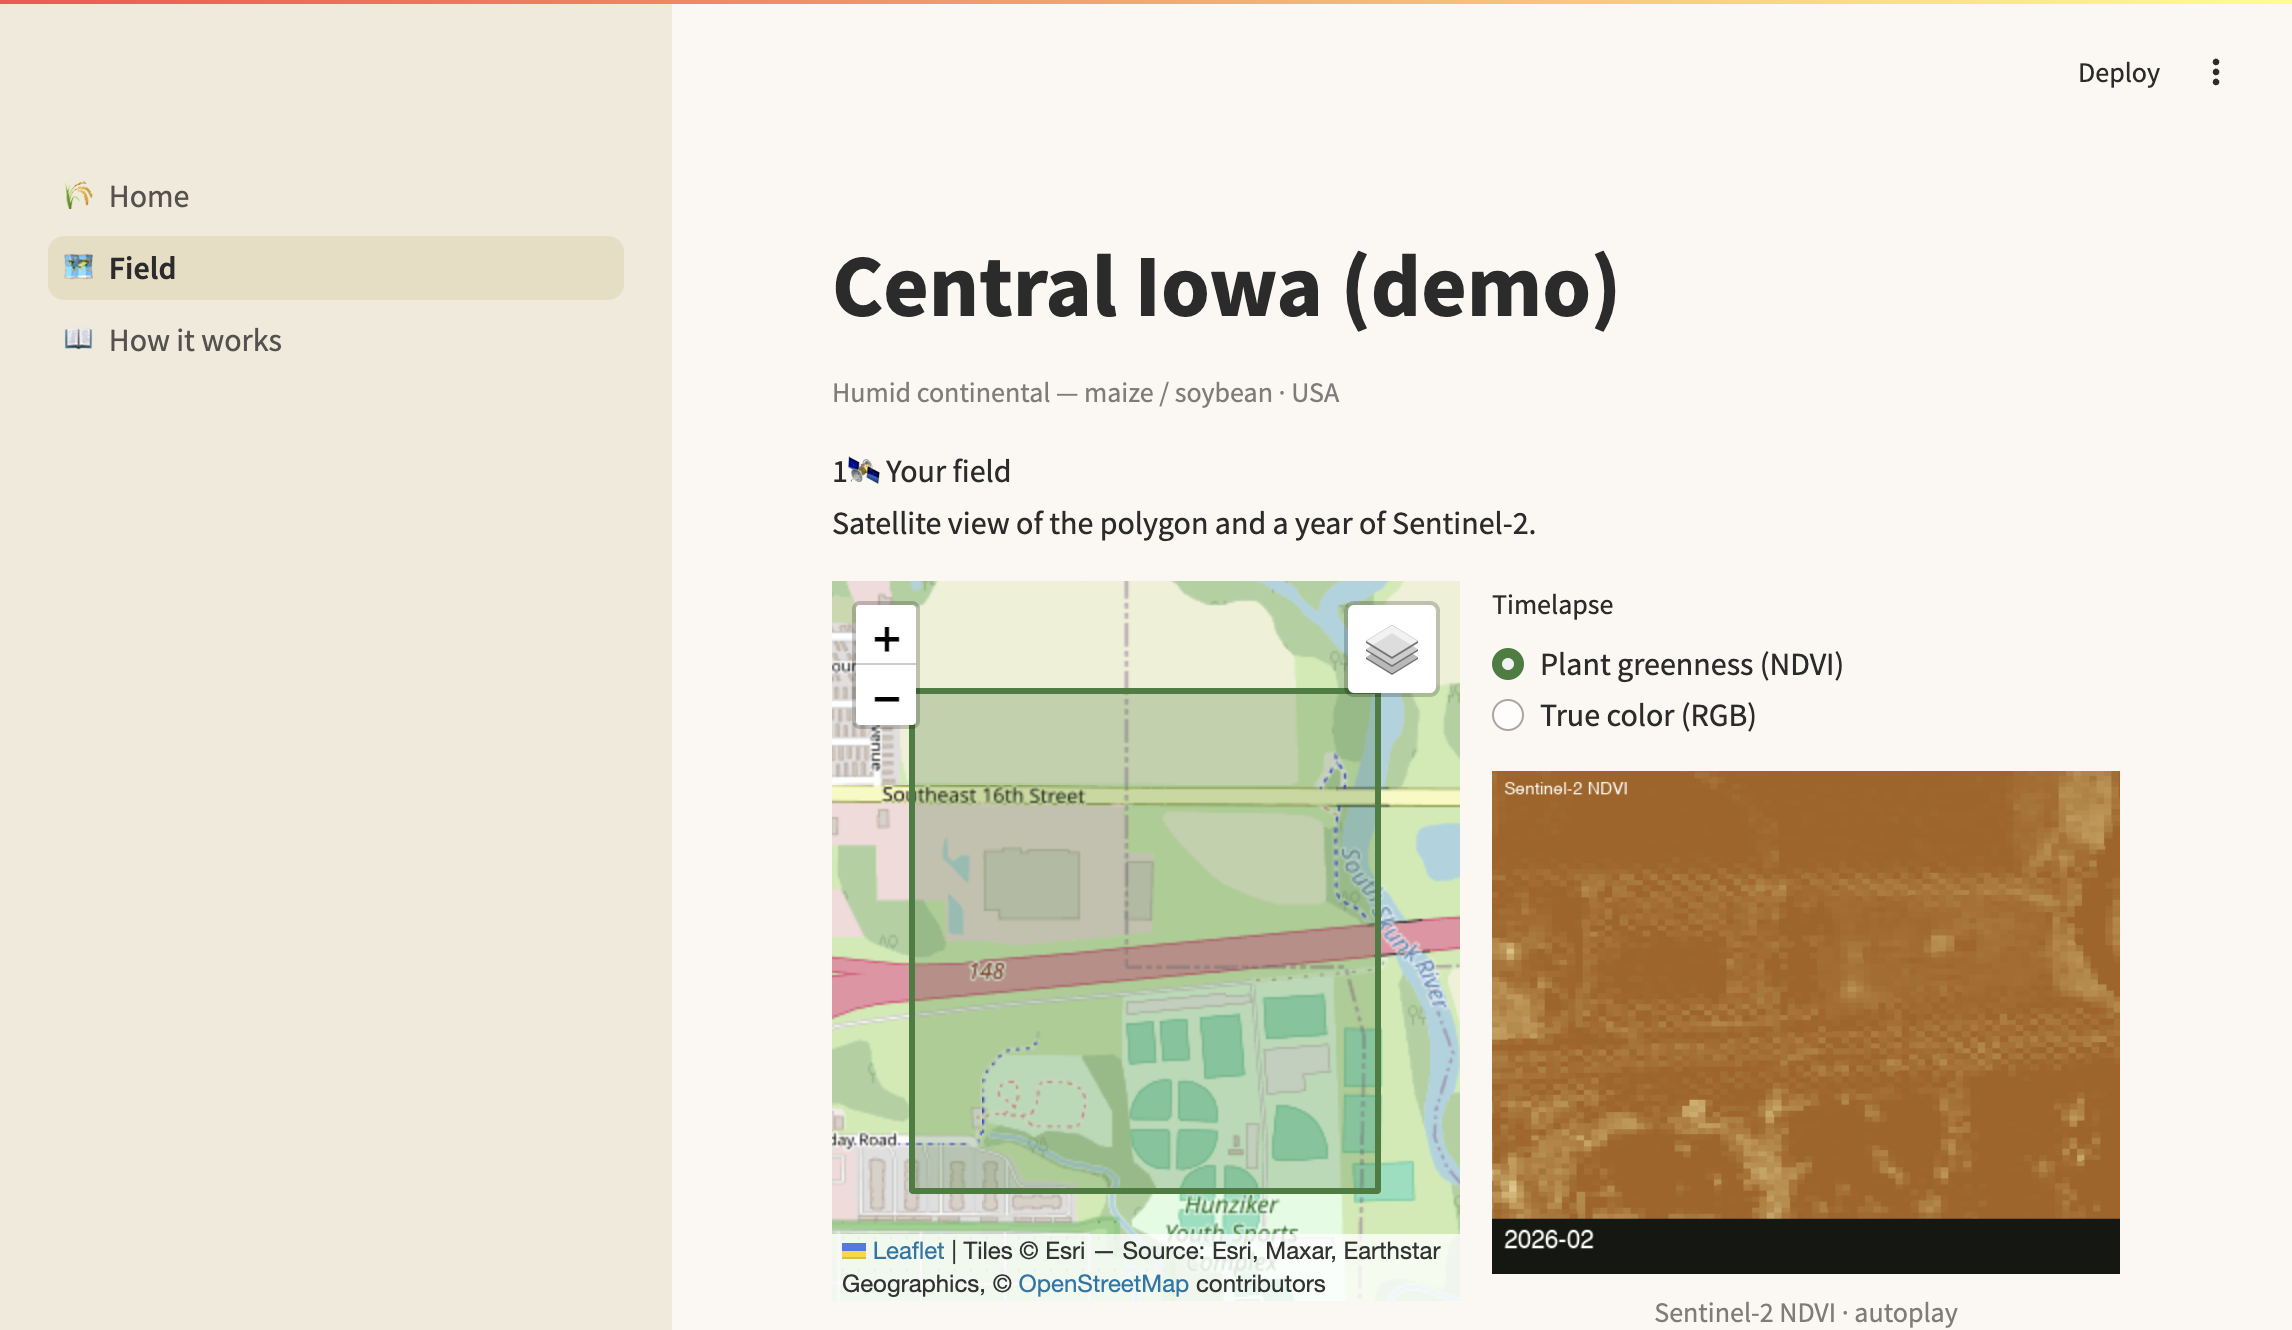 Deploy
Home
Field
How it works
Central Iowa (demo)
Humid continental — maize / soybean · USA
1 Your field
Satellite view of the polygon and a year of Sentinel-2.
+
−
Southeast 16th Street
148
South Skunk River
day Road
Hunziker
Youth Sports
Complex
Leaflet | Tiles © Esri — Source: Esri, Maxar, Earthstar
Geographics, © OpenStreetMap contributors
Timelapse
Plant greenness (NDVI)
True color (RGB)
Sentinel-2 NDVI
2026-02
Sentinel-2 NDVI · autoplay